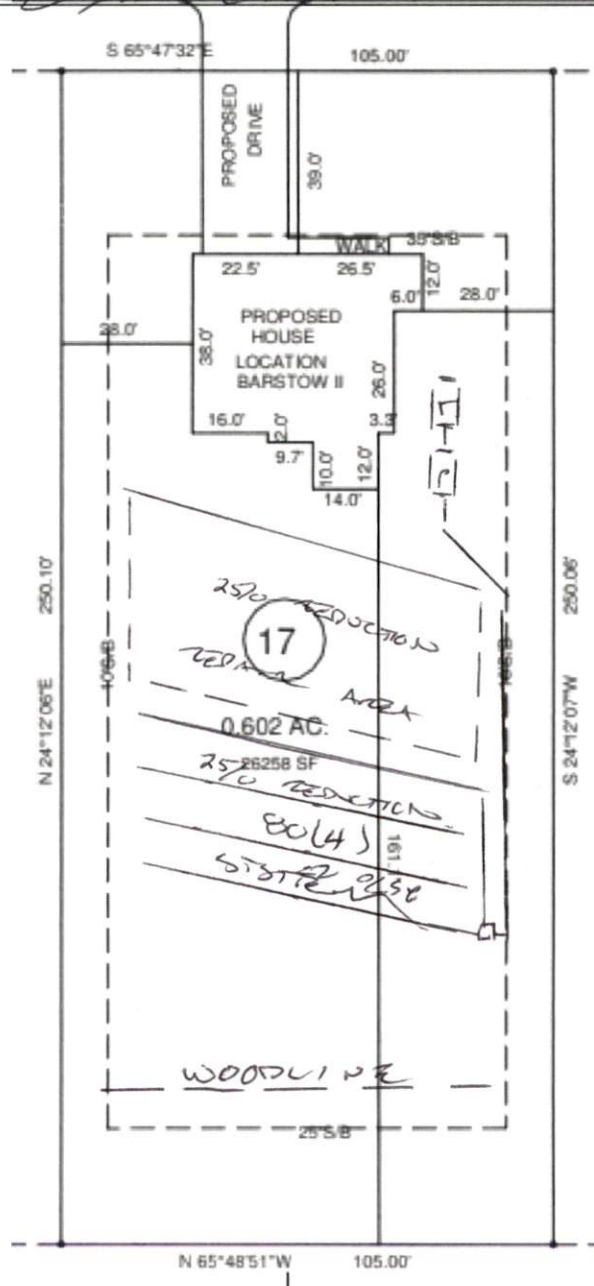 S 65°47'32"E 105.00'
PROPOSED
DRIVE
39.0'
WALK
35'S/B
22.5' 26.5'
12.0'
6.0' 28.0'
PROPOSED
HOUSE
LOCATION
BARSTOW II
28.0'
38.0'
26.0'
16.0' 2.0' 3.3'
9.7' 10.0' 12.0'
14.0'
N 24°12'06"E 250.10'
S 24°12'07"W 250.06'
10'S/B
10'S/B
25% REDUCTION
17
REPAIR AREA
0.602 AC.
26258 SF
25% REDUCTION
80(4)
161.
SYSTEM
WOODLINE
25'S/B
N 65°48'51"W 105.00'